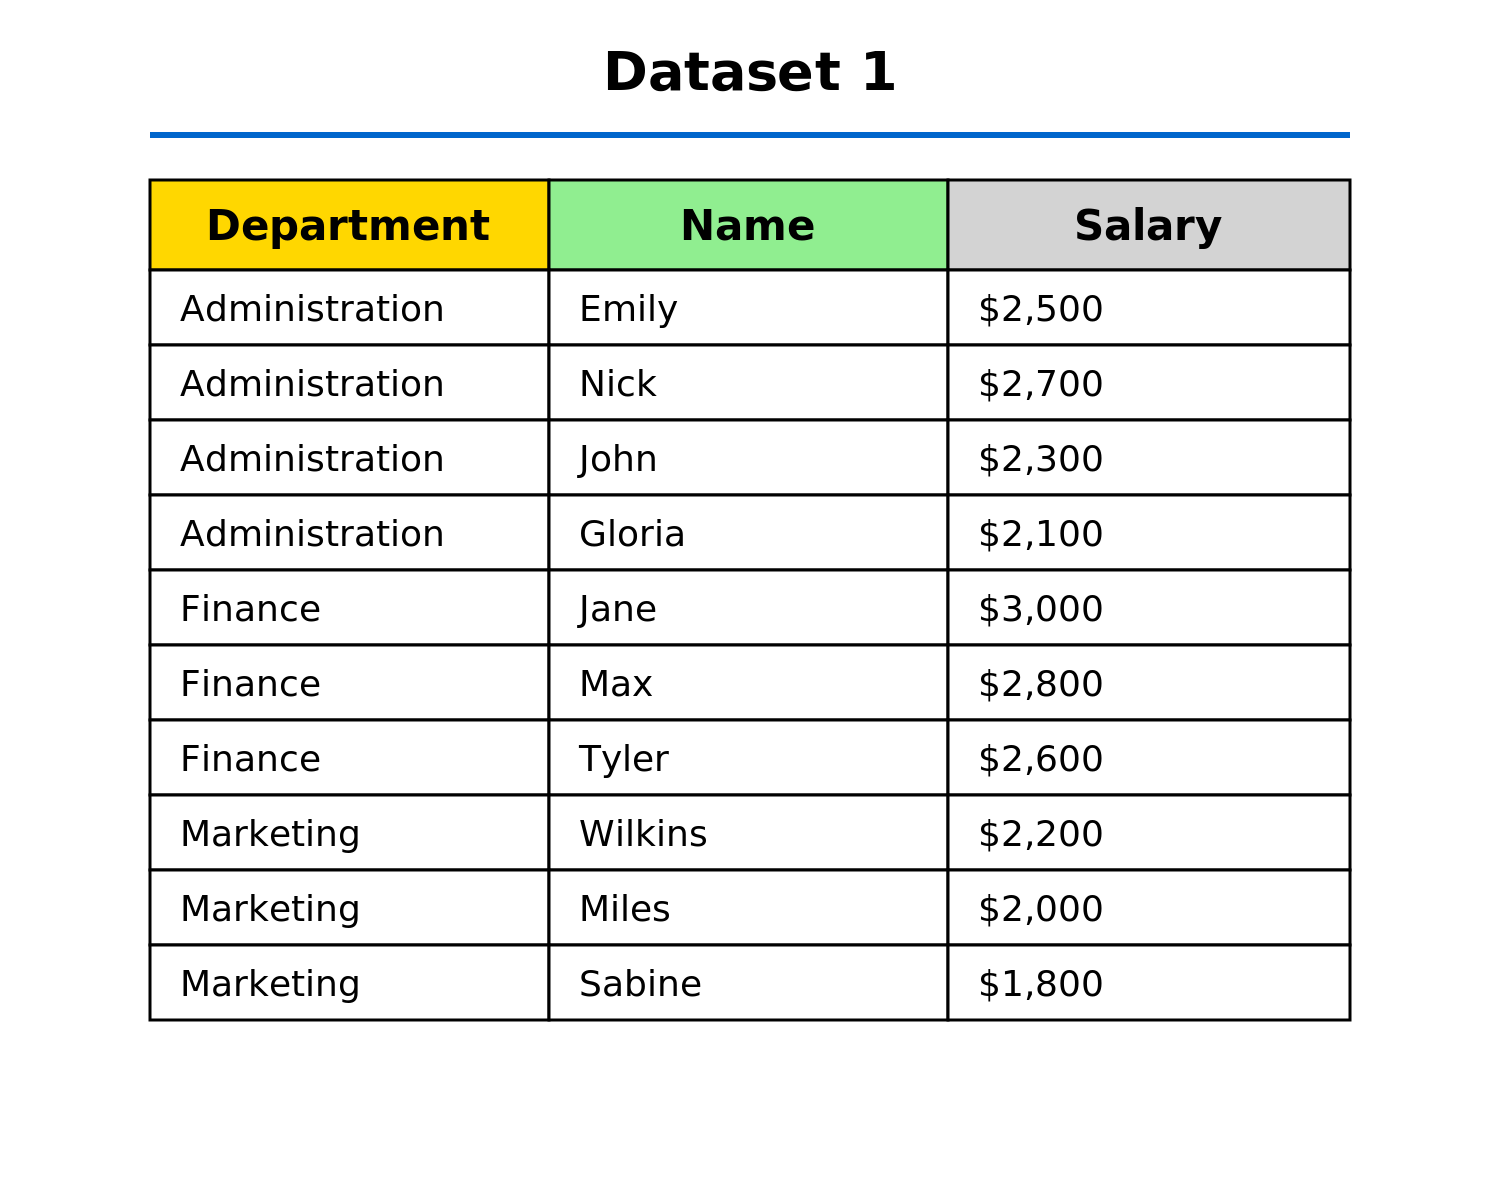 Dataset 1
Department Name Salary
Administration Emily $2,500
Administration Nick $2,700
Administration John $2,300
Administration Gloria $2,100
Finance Jane $3,000
Finance Max $2,800
Finance Tyler $2,600
Marketing Wilkins $2,200
Marketing Miles $2,000
Marketing Sabine $1,800